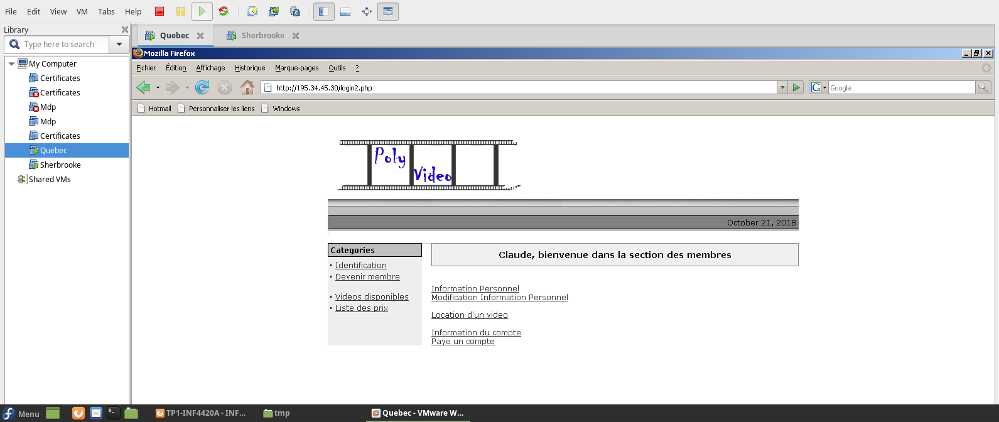 File Edit View VM Tabs Help
Library
Type here to search
My Computer
Certificates
Certificates
Mdp
Mdp
Certificates
Quebec
Sherbrooke
Shared VMs
Quebec Sherbrooke
Mozilla Firefox
Fichier Édition Affichage Historique Marque-pages Outils ?
http://195.34.45.30/login2.php
G Google
Hotmail Personnaliser les liens Windows
Poly
Video
October 21, 2018
Categories
· Identification
· Devenir membre
· Videos disponibles
· Liste des prix
Claude, bienvenue dans la section des membres
Information Personnel
Modification Information Personnel
Location d'un video
Information du compte
Paye un compte
Menu TP1-INF4420A - INF... tmp Quebec - VMware W...